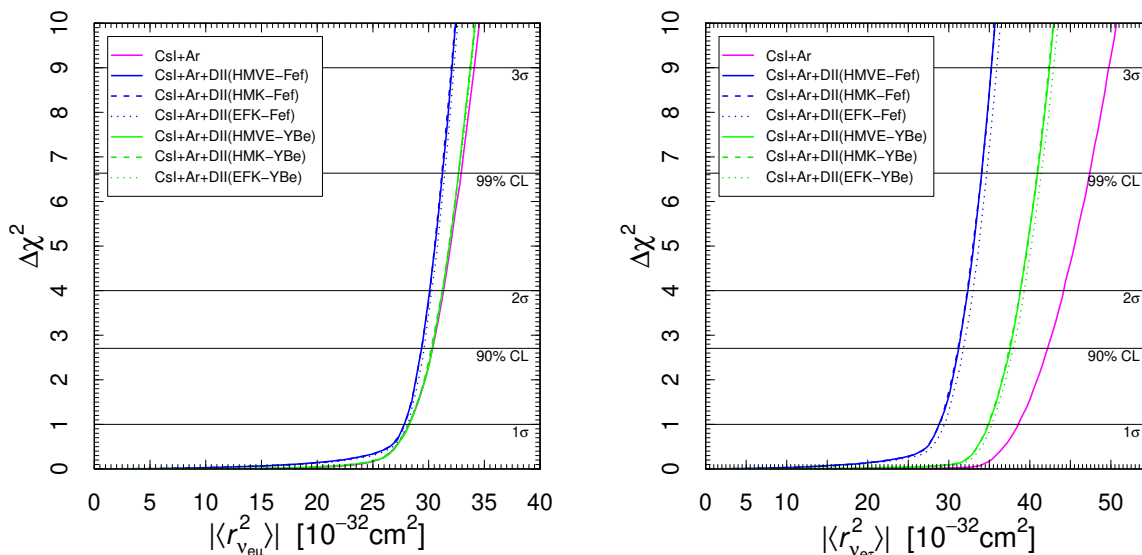 CsI+Ar
CsI+Ar+DII(HMVE−Fef)
CsI+Ar+DII(HMK−Fef)
CsI+Ar+DII(EFK−Fef)
CsI+Ar+DII(HMVE−YBe)
CsI+Ar+DII(HMK−YBe)
CsI+Ar+DII(EFK−YBe)
3σ
99% CL
2σ
90% CL
1σ
Δχ²
0 1 2 3 4 5 6 7 8 9 10
0 5 10 15 20 25 30 35 40
|⟨r²_{ν_{eμ}}⟩| [10⁻³²cm²]
CsI+Ar
CsI+Ar+DII(HMVE−Fef)
CsI+Ar+DII(HMK−Fef)
CsI+Ar+DII(EFK−Fef)
CsI+Ar+DII(HMVE−YBe)
CsI+Ar+DII(HMK−YBe)
CsI+Ar+DII(EFK−YBe)
3σ
99% CL
2σ
90% CL
1σ
Δχ²
0 1 2 3 4 5 6 7 8 9 10
0 10 20 30 40 50
|⟨r²_{ν_{eτ}}⟩| [10⁻³²cm²]